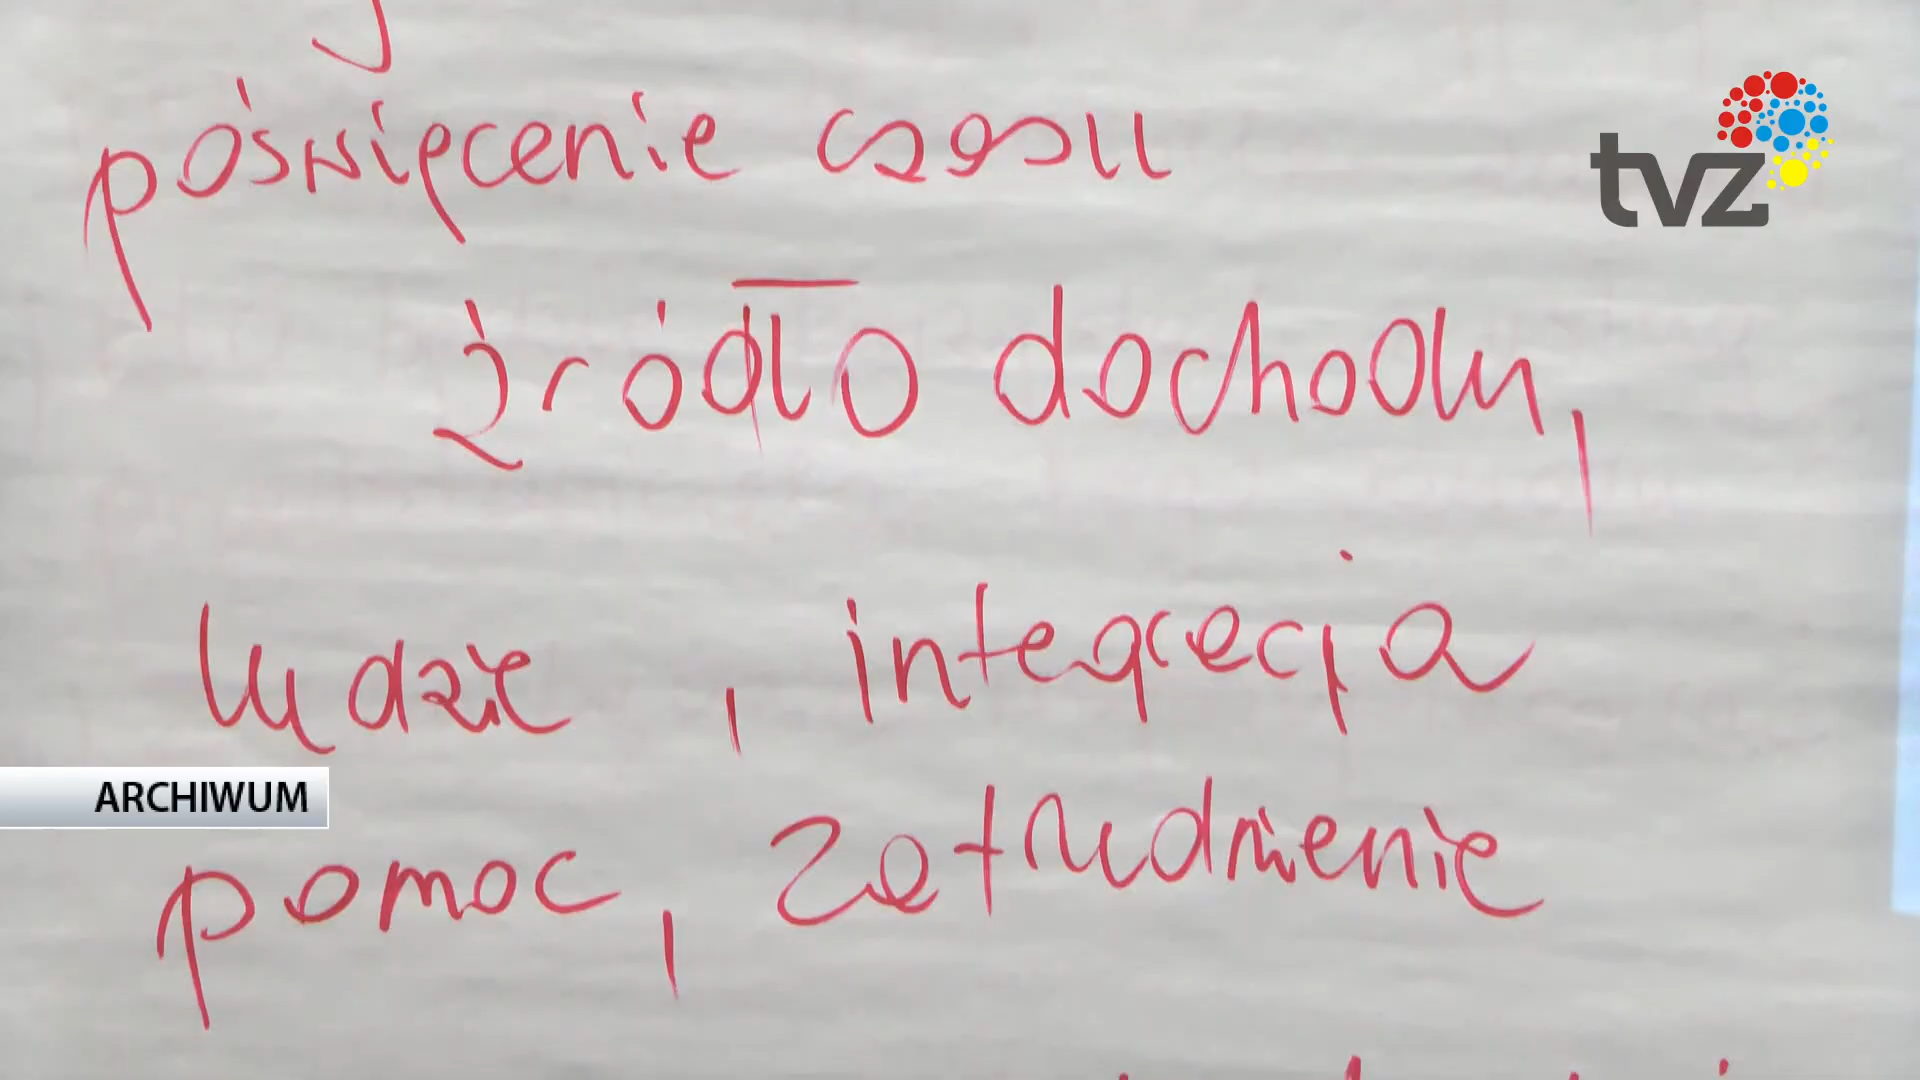 poświęcenie czasu
tvz
źródło dochodu,
ludzie, integracja
ARCHIWUM
pomoc, zatrudnienie